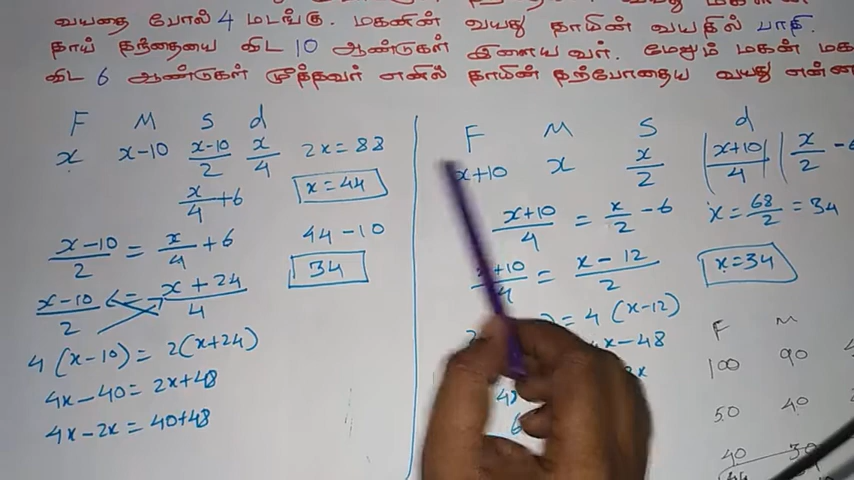 வயதை போல் 4 மடங்கு. மகனின் வயது தாயின் வயதில் பாதி.
தாய் தந்தையை விட 10 ஆண்டுகள் இளையவர். மேலும் மகன்
விட 6 ஆண்டுகள் மூத்தவர் எனில் தாயின் தற்போதைய வயது என்ன
F M S d
x x-10 (x-10)/2 x/4 2x = 88
x/4 + 6 x = 44
(x-10)/2 = x/4 + 6 44 - 10
34
(x-10)/2 = (x+24)/4
4(x-10) = 2(x+24)
4x - 40 = 2x + 48
4x - 2x = 40 + 48
F M S d
x+10 x x/2 |(x+10)/4| x/2 - 6
(x+10)/4 = x/2 - 6 x = 68/2 = 34
x+10/4 = (x-12)/2 x = 34
= 4(x-12)
x - 48
F M
100 90
50 40
40 30
44